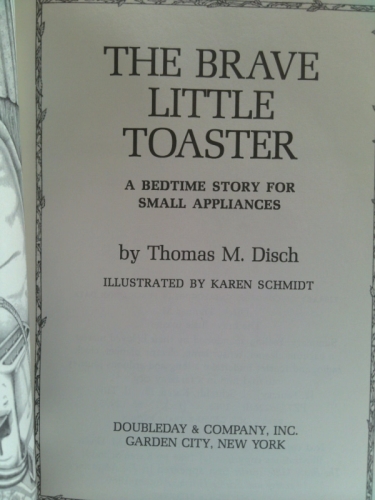 THE BRAVE
LITTLE
TOASTER
A BEDTIME STORY FOR
SMALL APPLIANCES
by Thomas M. Disch
ILLUSTRATED BY KAREN SCHMIDT
DOUBLEDAY & COMPANY, INC.
GARDEN CITY, NEW YORK